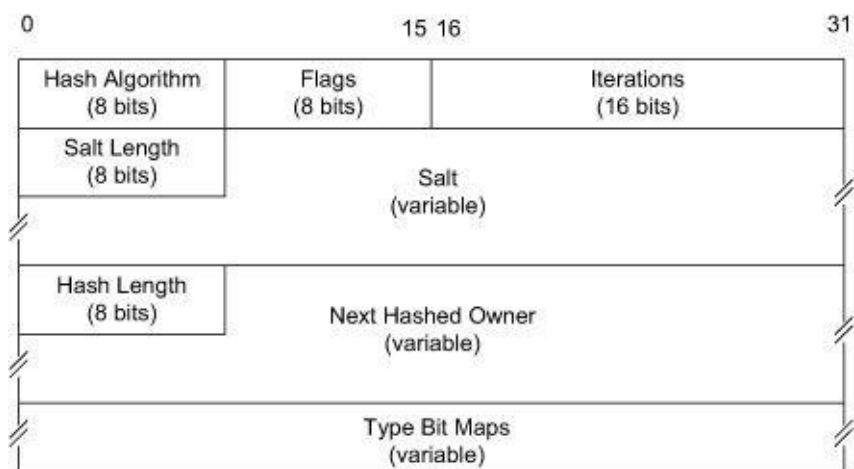 0 15 16 31
Hash Algorithm Flags Iterations
(8 bits) (8 bits) (16 bits)
Salt Length
(8 bits)
Salt
(variable)
Hash Length
(8 bits)
Next Hashed Owner
(variable)
Type Bit Maps
(variable)